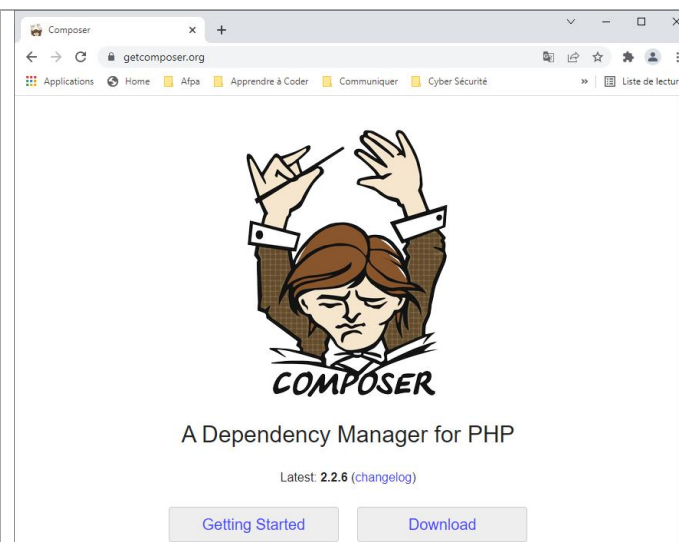 Composer
getcomposer.org
Applications Home Afpa Apprendre à Coder Communiquer Cyber Sécurité » Liste de lectur
COMPOSER
A Dependency Manager for PHP
Latest: 2.2.6 (changelog)
Getting Started Download